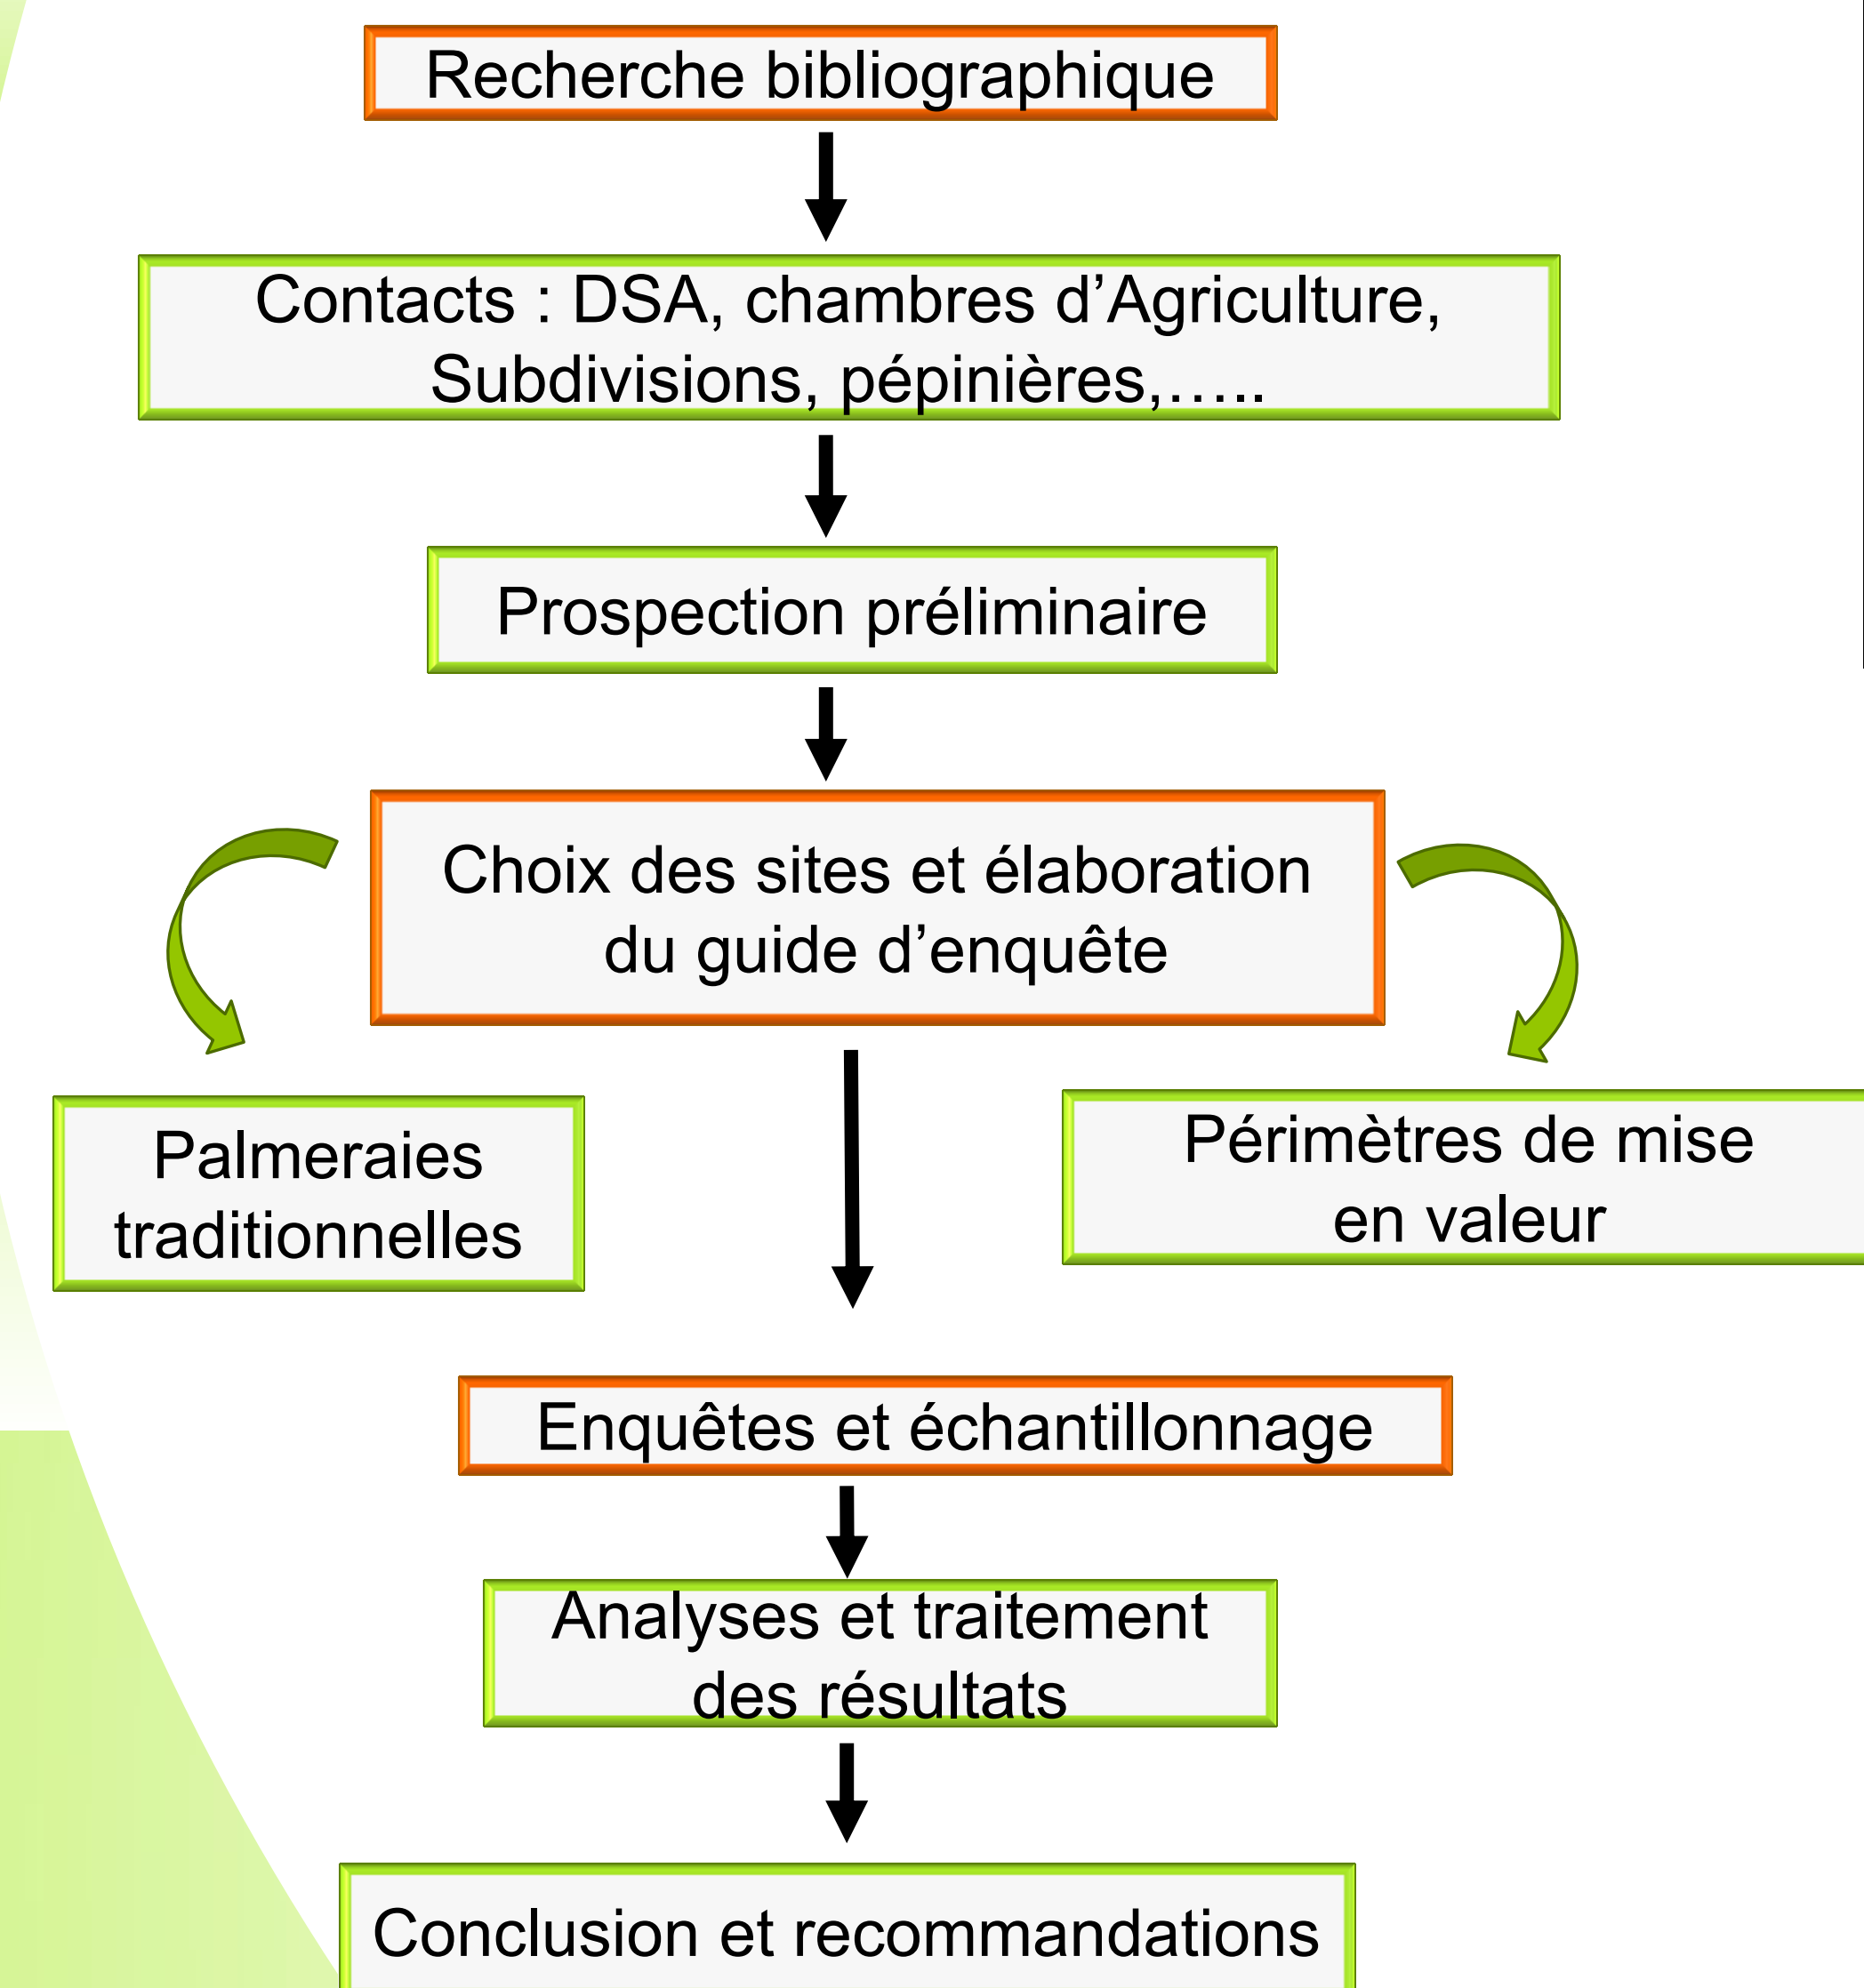 Recherche bibliographique
Contacts : DSA, chambres d’Agriculture,
Subdivisions, pépinières,…..
Prospection préliminaire
Choix des sites et élaboration
du guide d’enquête
Palmeraies
traditionnelles
Périmètres de mise
en valeur
Enquêtes et échantillonnage
Analyses et traitement
des résultats
Conclusion et recommandations